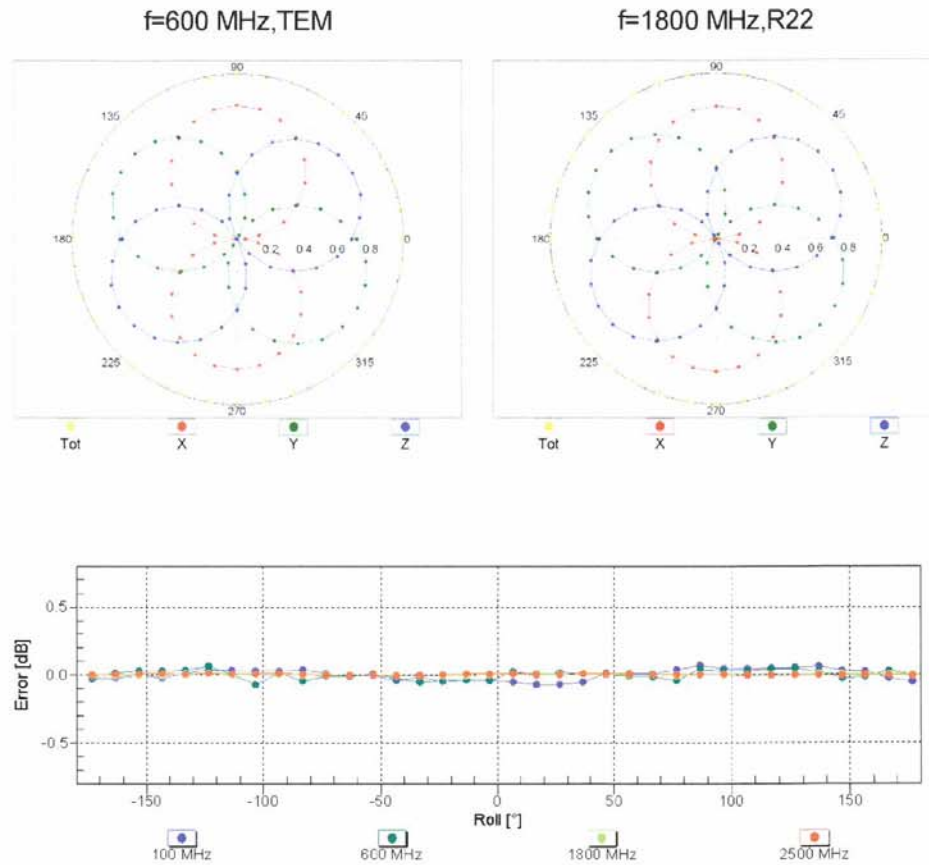 f=600 MHz,TEM
f=1800 MHz,R22
90
135
45
180
0.2 0.4 0.6 0.8
0
225
315
270
Tot X Y Z
90
135
45
180
0.2 0.4 0.6 0.8
0
225
315
270
Tot X Y Z
0.5
0.0
-0.5
Error [dB]
-150 -100 -50 0 50 100 150
Roll [°]
100 MHz 600 MHz 1800 MHz 2500 MHz